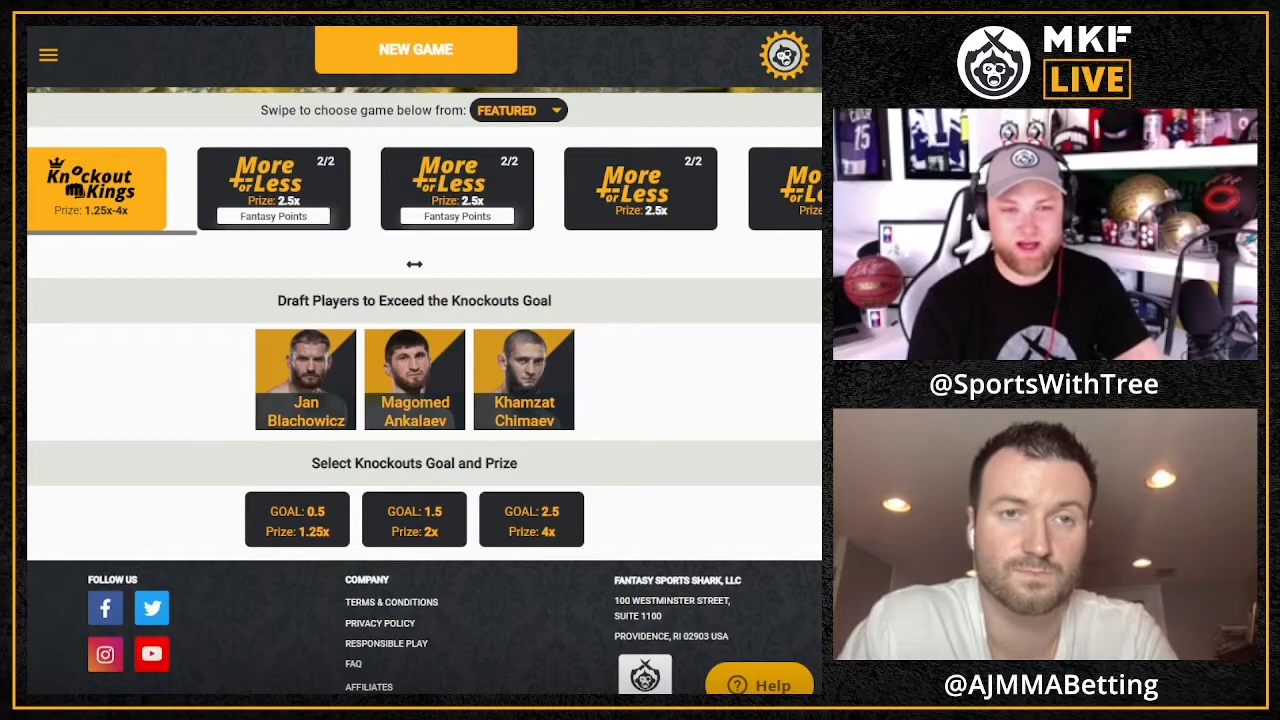 NEW GAME
Swipe to choose game below from: FEATURED
Knockout
Kings
Prize: 1.25x-4x
2/2
More
or Less
Prize: 2.5x
Fantasy Points
2/2
More
or Less
Prize: 2.5x
Fantasy Points
2/2
More
or Less
Prize: 2.5x
Draft Players to Exceed the Knockouts Goal
Jan
Blachowicz
Magomed
Ankalaev
Khamzat
Chimaev
Select Knockouts Goal and Prize
GOAL: 0.5
Prize: 1.25x
GOAL: 1.5
Prize: 2x
GOAL: 2.5
Prize: 4x
FOLLOW US
COMPANY
TERMS & CONDITIONS
PRIVACY POLICY
RESPONSIBLE PLAY
FAQ
AFFILIATES
FANTASY SPORTS SHARK, LLC
100 WESTMINSTER STREET,
SUITE 1100
PROVIDENCE, RI 02903 USA
Help
MKF
LIVE
15
@SportsWithTree
@AJMMABetting